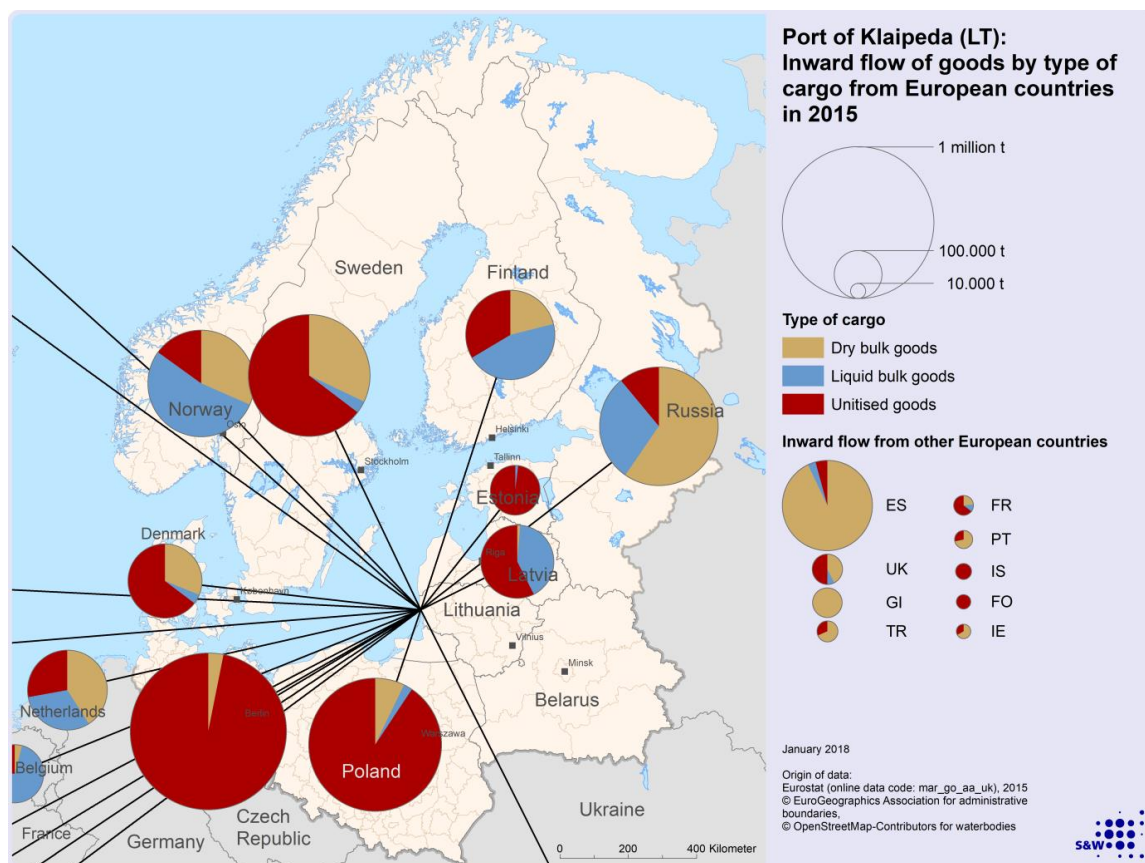 Port of Klaipeda (LT):
Inward flow of goods by type of
cargo from European countries
in 2015
1 million t
100.000 t
10.000 t
Type of cargo
Dry bulk goods
Liquid bulk goods
Unitised goods
Inward flow from other European countries
ES
FR
PT
UK
IS
GI
FO
TR
IE
January 2018
Origin of data:
Eurostat (online data code: mar_go_aa_uk), 2015
© EuroGeographics Association for administrative
boundaries,
© OpenStreetMap-Contributors for waterbodies
S&W
Sweden
Finland
Norway
Oslo
Russia
Helsinki
Stockholm
Tallinn
Estonia
Denmark
Riga
Latvia
København
Lithuania
Vilnius
Minsk
Netherlands
Berlin
Belarus
Warszawa
Belgium
Poland
Ukraine
Czech
Republic
France
Germany
0 200 400 Kilometer